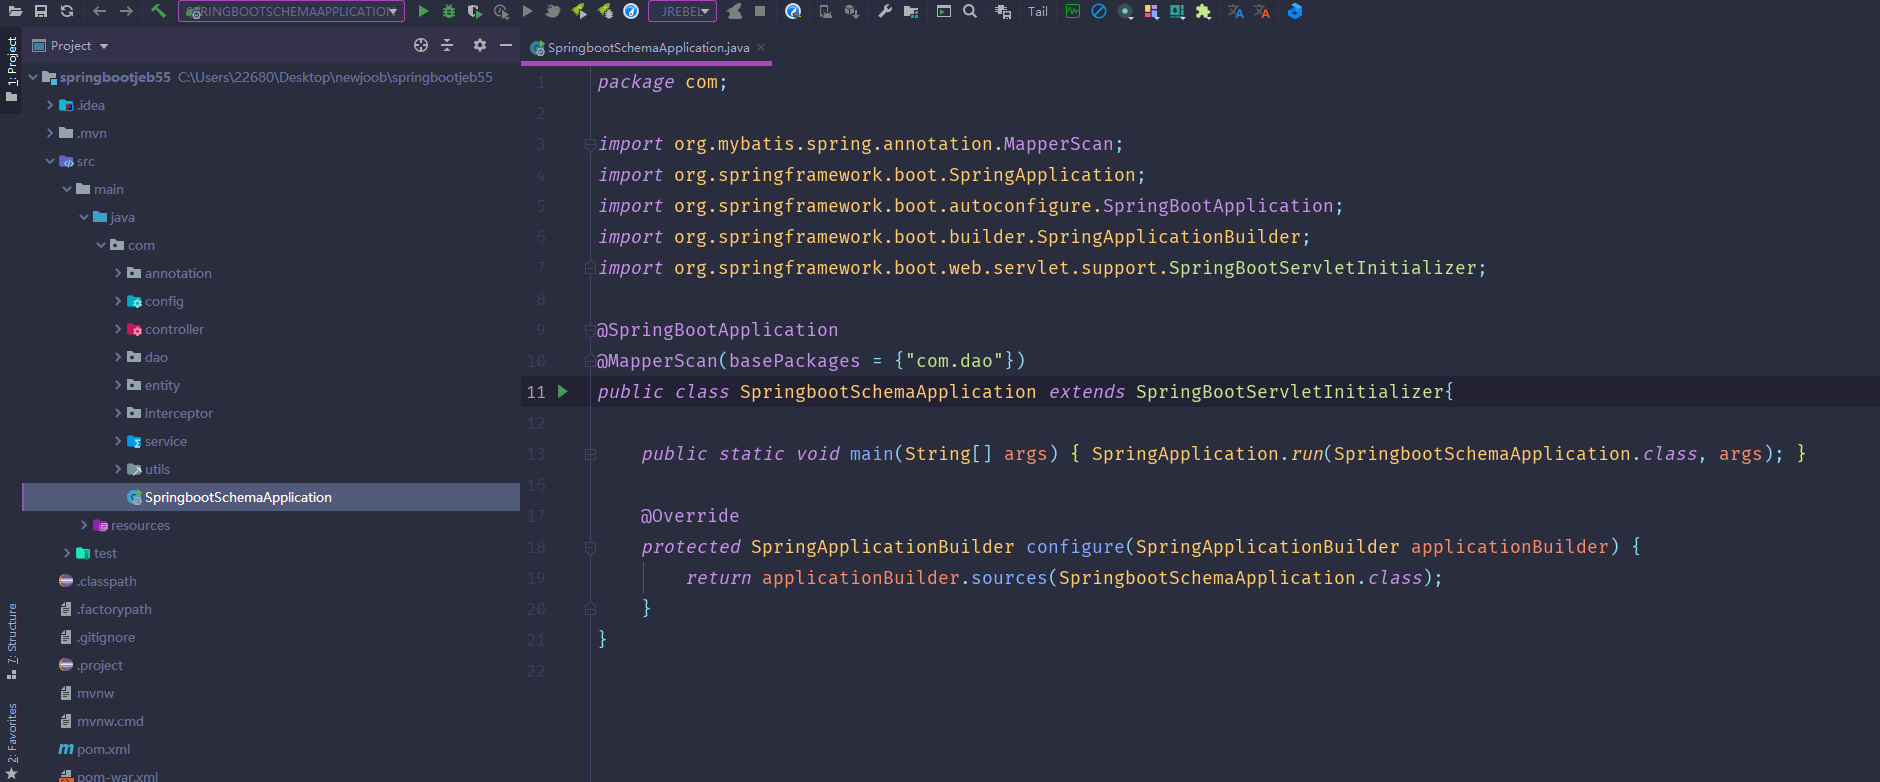 SPRINGBOOTSCHEMAAPPLICATION
JREBEL
Tail
1: Project
Project
SpringbootSchemaApplication.java
springbootjeb55 C:\Users\22680\Desktop\newjoob\springbootjeb55
.idea
.mvn
src
main
java
com
annotation
config
controller
dao
entity
interceptor
service
utils
SpringbootSchemaApplication
resources
test
.classpath
.factorypath
.gitignore
.project
mvnw
mvnw.cmd
pom.xml
pom-war.xml
7: Structure
2: Favorites
1 package com;
2
3 import org.mybatis.spring.annotation.MapperScan;
4 import org.springframework.boot.SpringApplication;
5 import org.springframework.boot.autoconfigure.SpringBootApplication;
6 import org.springframework.boot.builder.SpringApplicationBuilder;
7 import org.springframework.boot.web.servlet.support.SpringBootServletInitializer;
8
9 @SpringBootApplication
10 @MapperScan(basePackages = {"com.dao"})
11 public class SpringbootSchemaApplication extends SpringBootServletInitializer{
12
13 public static void main(String[] args) { SpringApplication.run(SpringbootSchemaApplication.class, args); }
16
17 @Override
18 protected SpringApplicationBuilder configure(SpringApplicationBuilder applicationBuilder) {
19 return applicationBuilder.sources(SpringbootSchemaApplication.class);
20 }
21 }
22